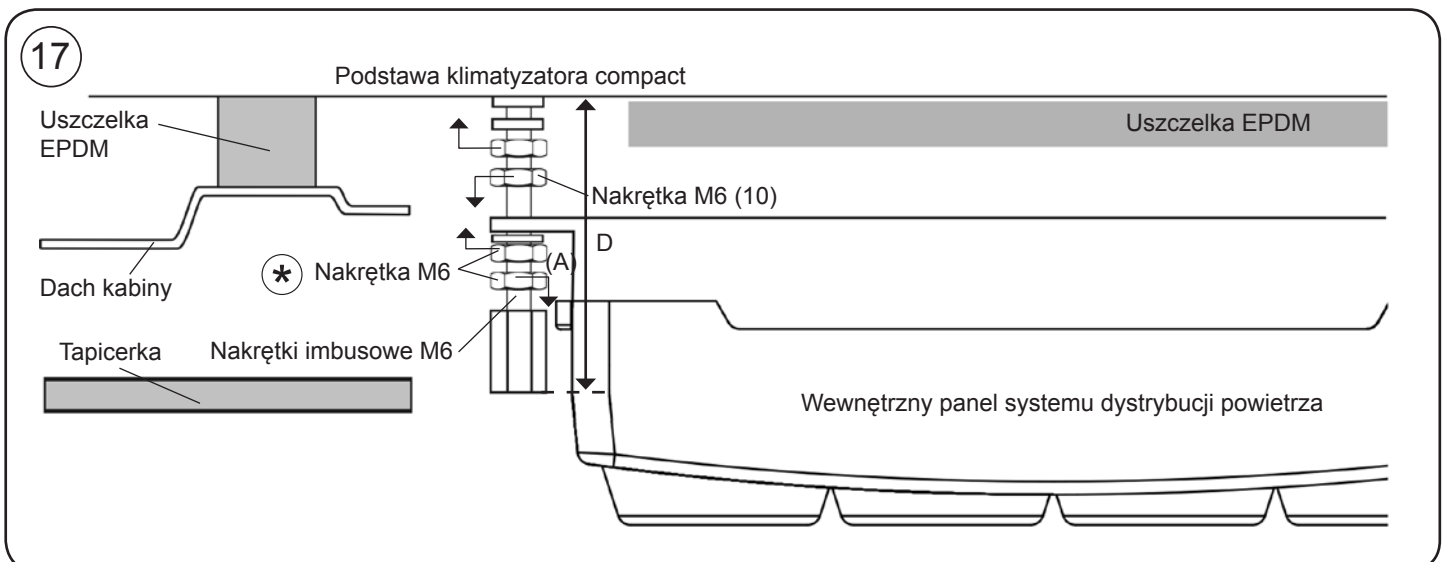 17
Podstawa klimatyzatora compact
Uszczelka
EPDM
Uszczelka EPDM
Nakrętka M6 (10)
D
(A)
* Nakrętka M6
Dach kabiny
Tapicerka
Nakrętki imbusowe M6
Wewnętrzny panel systemu dystrybucji powietrza